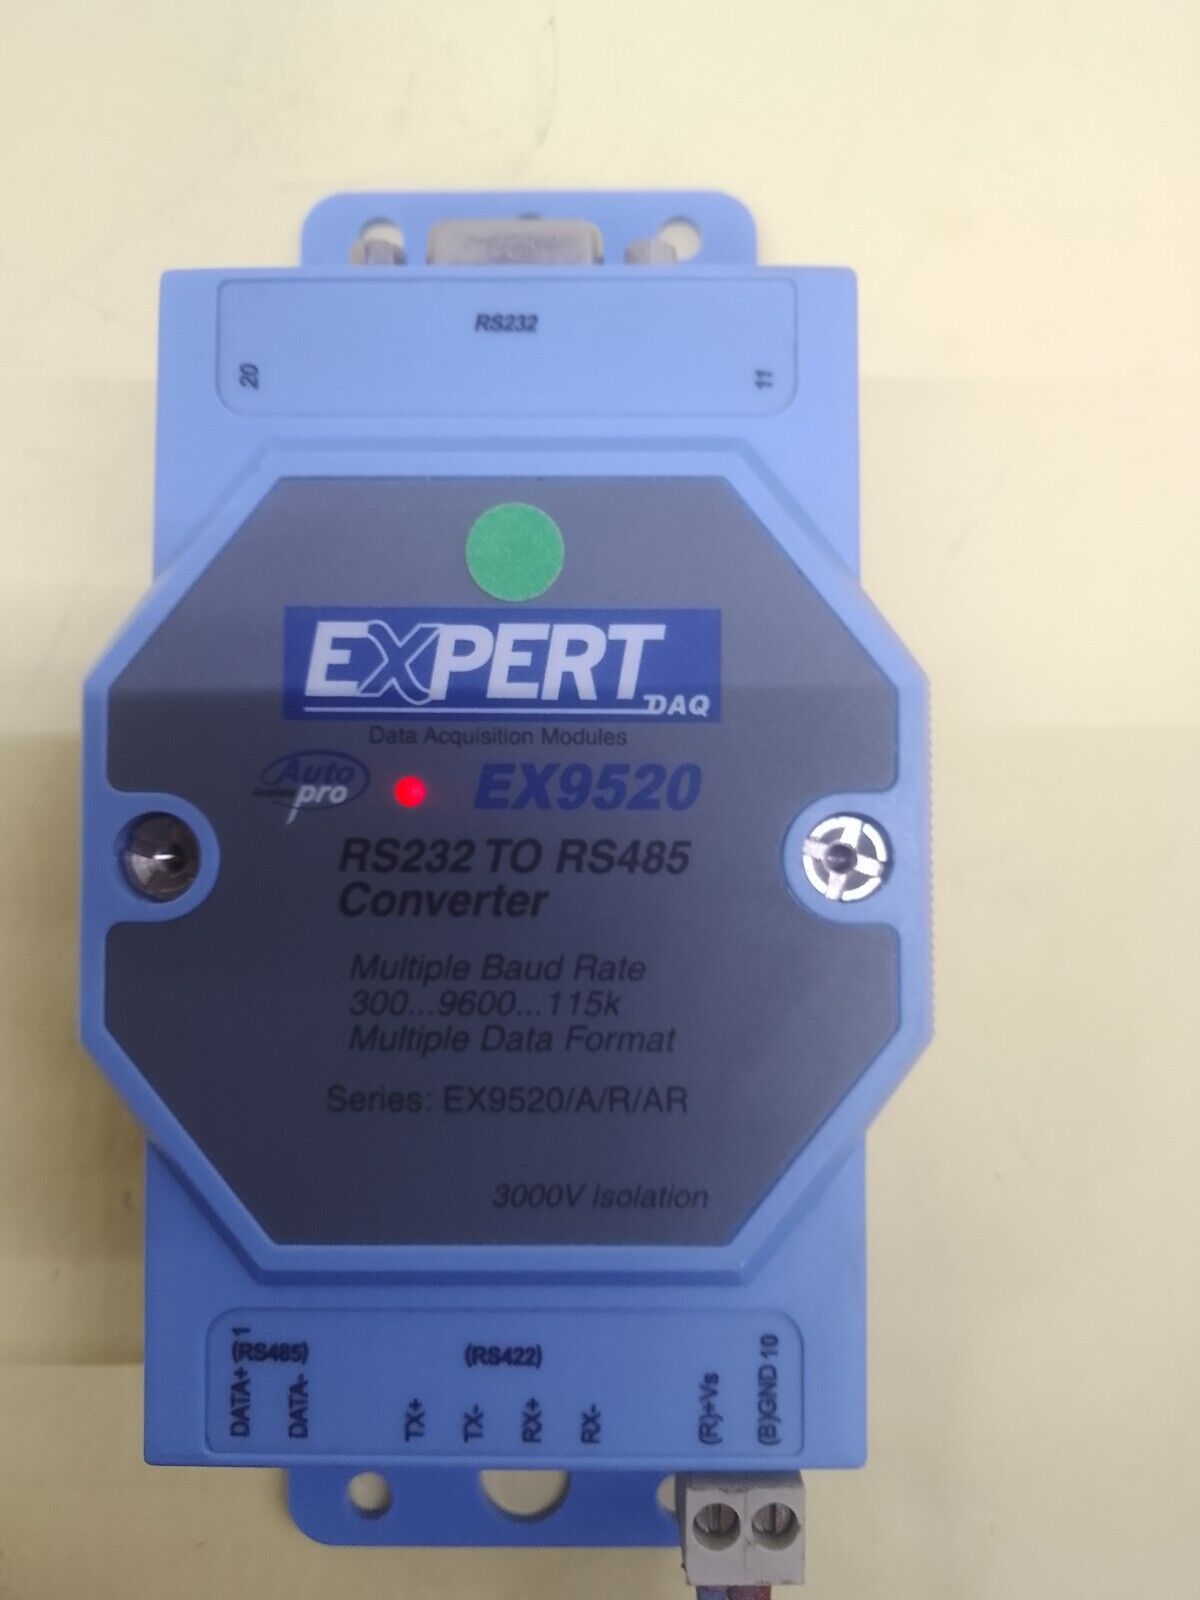 RS232
20
11
EXPERT
DAQ
Data Acquisition Modules
Auto
pro
EX9520
RS232 TO RS485
Converter
Multiple Baud Rate
300...9600...115k
Multiple Data Format
Series: EX9520/A/R/AR
3000V Isolation
(RS485)
(RS422)
DATA+ 1
DATA-
TX+
TX-
RX+
RX-
(R)+Vs
(B)GND 10